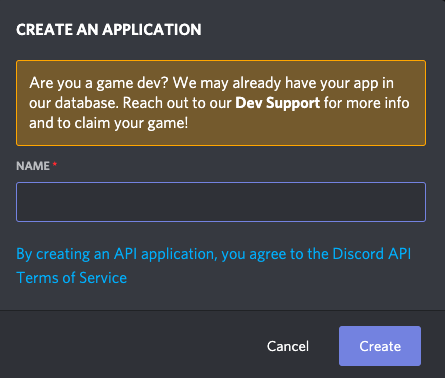 CREATE AN APPLICATION
Are you a game dev? We may already have your app in
our database. Reach out to our Dev Support for more info
and to claim your game!
NAME *
By creating an API application, you agree to the Discord API
Terms of Service
Cancel
Create